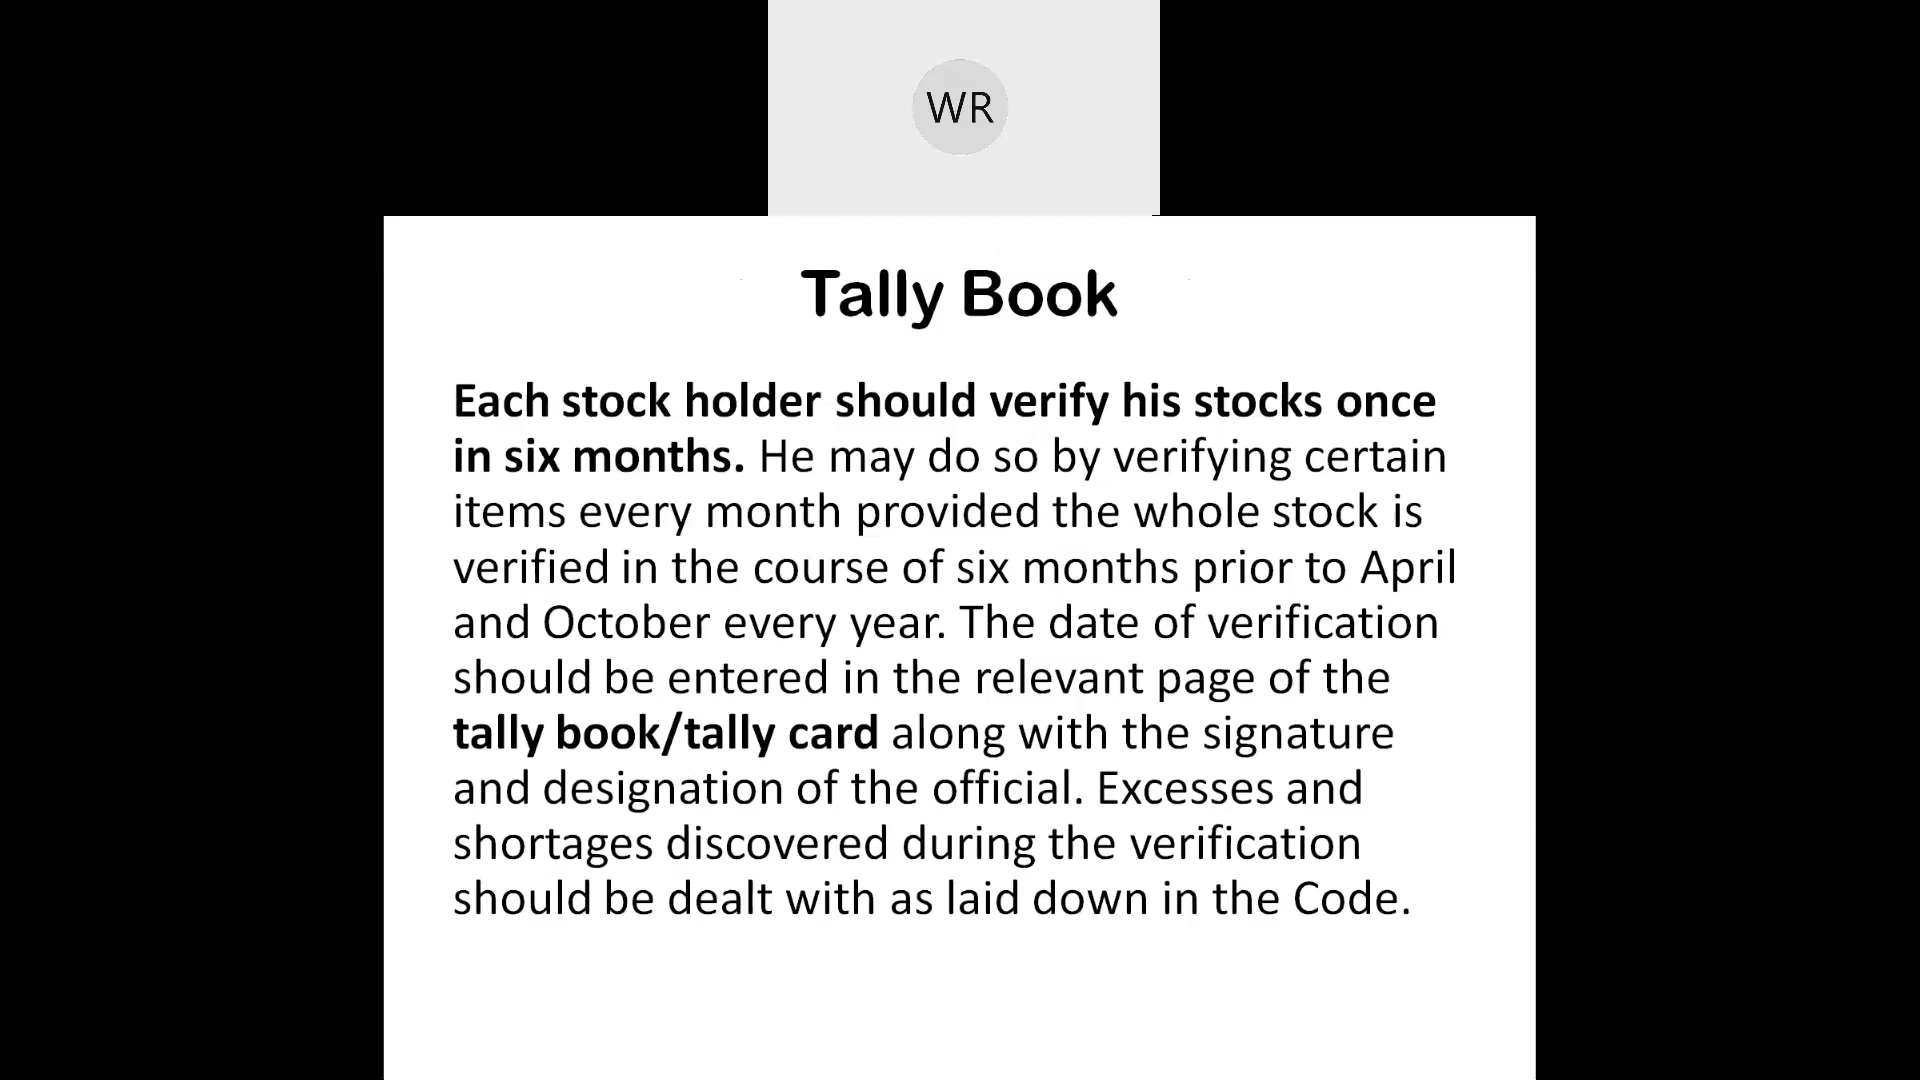 WR
Tally Book
Each stock holder should verify his stocks once
in six months. He may do so by verifying certain
items every month provided the whole stock is
verified in the course of six months prior to April
and October every year. The date of verification
should be entered in the relevant page of the
tally book/tally card along with the signature
and designation of the official. Excesses and
shortages discovered during the verification
should be dealt with as laid down in the Code.